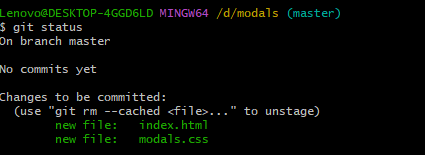 Lenovo@DESKTOP-4GGD6LD MINGW64 /d/modals (master)
$ git status
On branch master
No commits yet
Changes to be committed:
(use "git rm --cached <file>..." to unstage)
new file: index.html
new file: modals.css